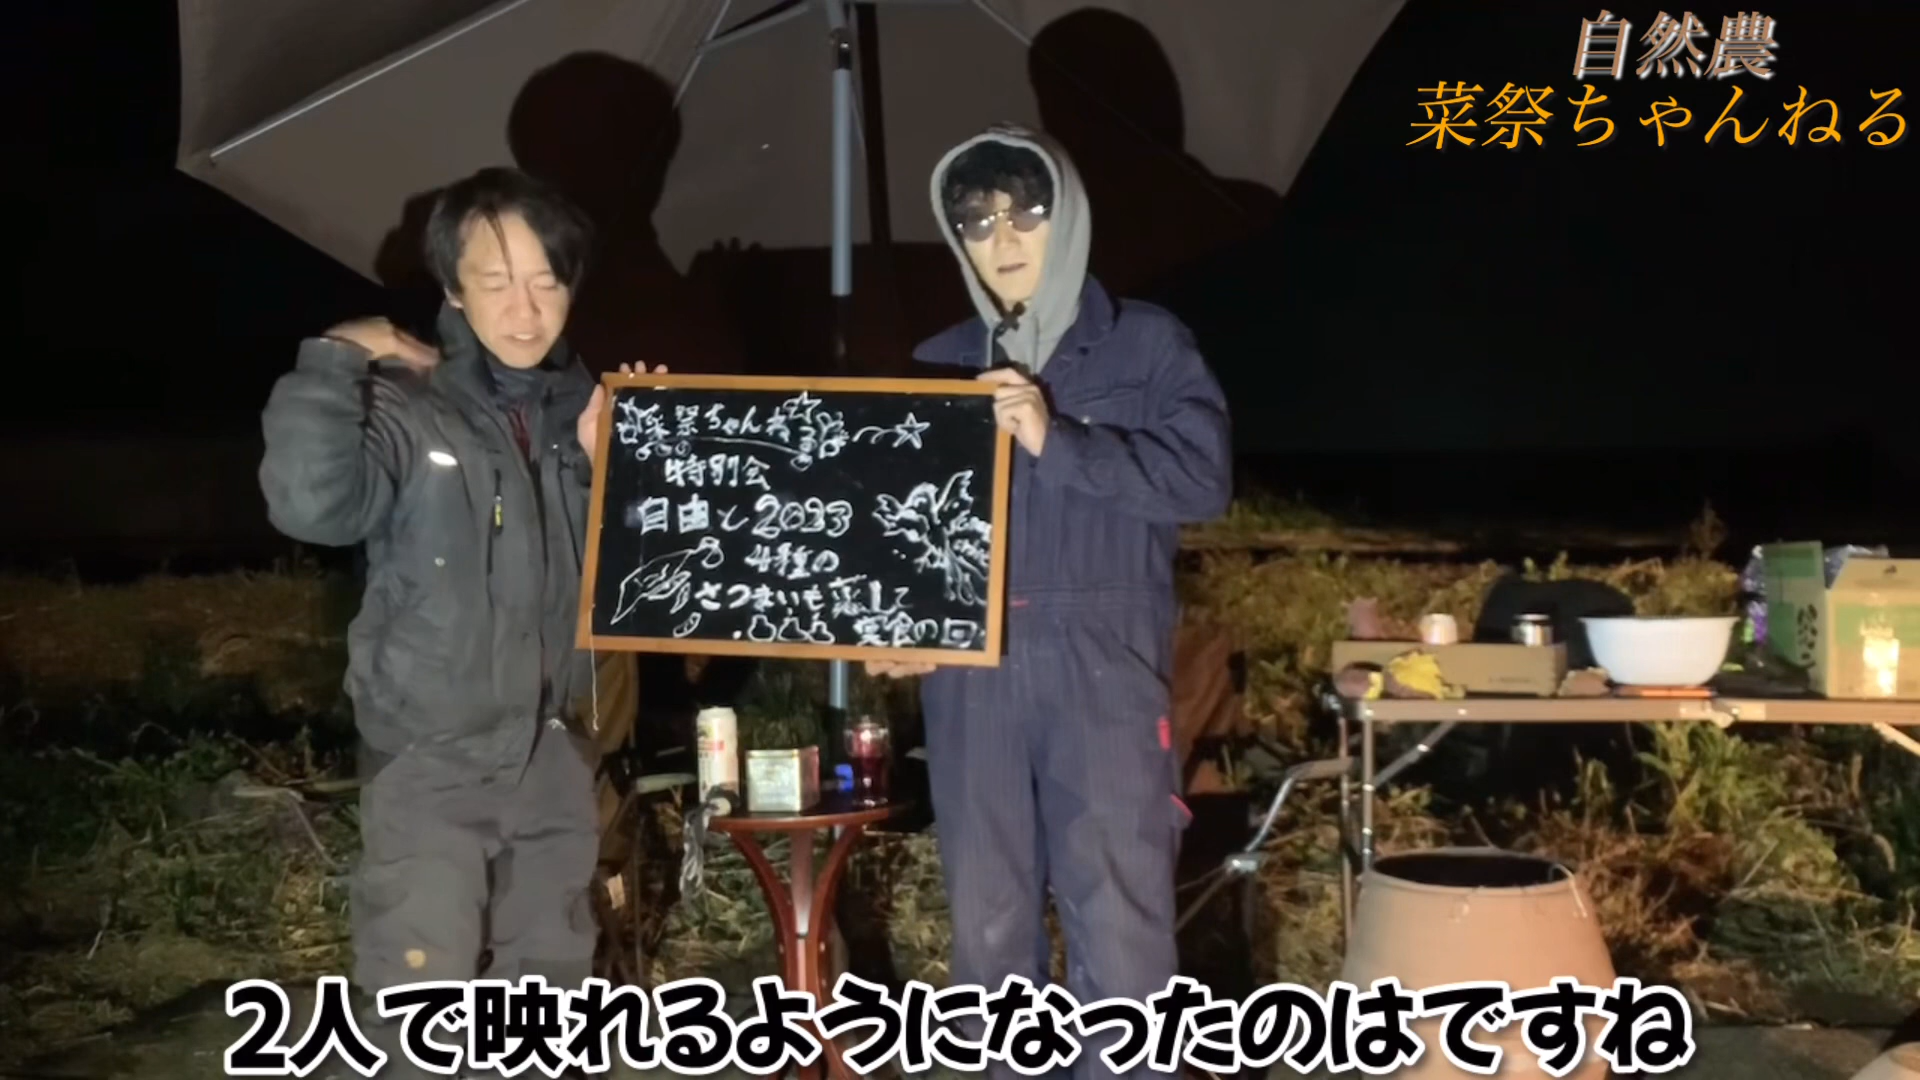 自然農
菜祭ちゃんねる
菜祭ちゃんねる
の
特別会
自由と2023
4種の
さつまいも蒸して
実食の回
2人で映れるようになったのはですね